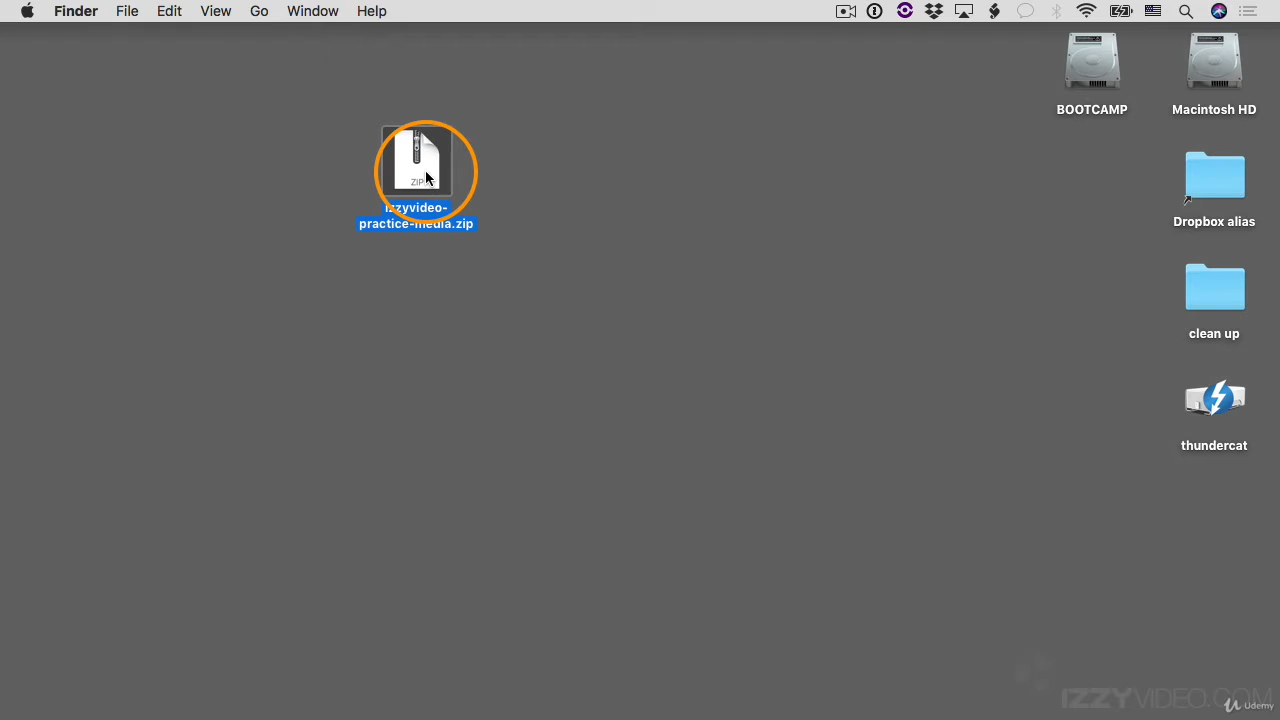 Finder File Edit View Go Window Help
BOOTCAMP
Macintosh HD
ZIP
izzyvideo-
practice-media.zip
Dropbox alias
clean up
thundercat
IZZYVIDEO.COM
Udemy